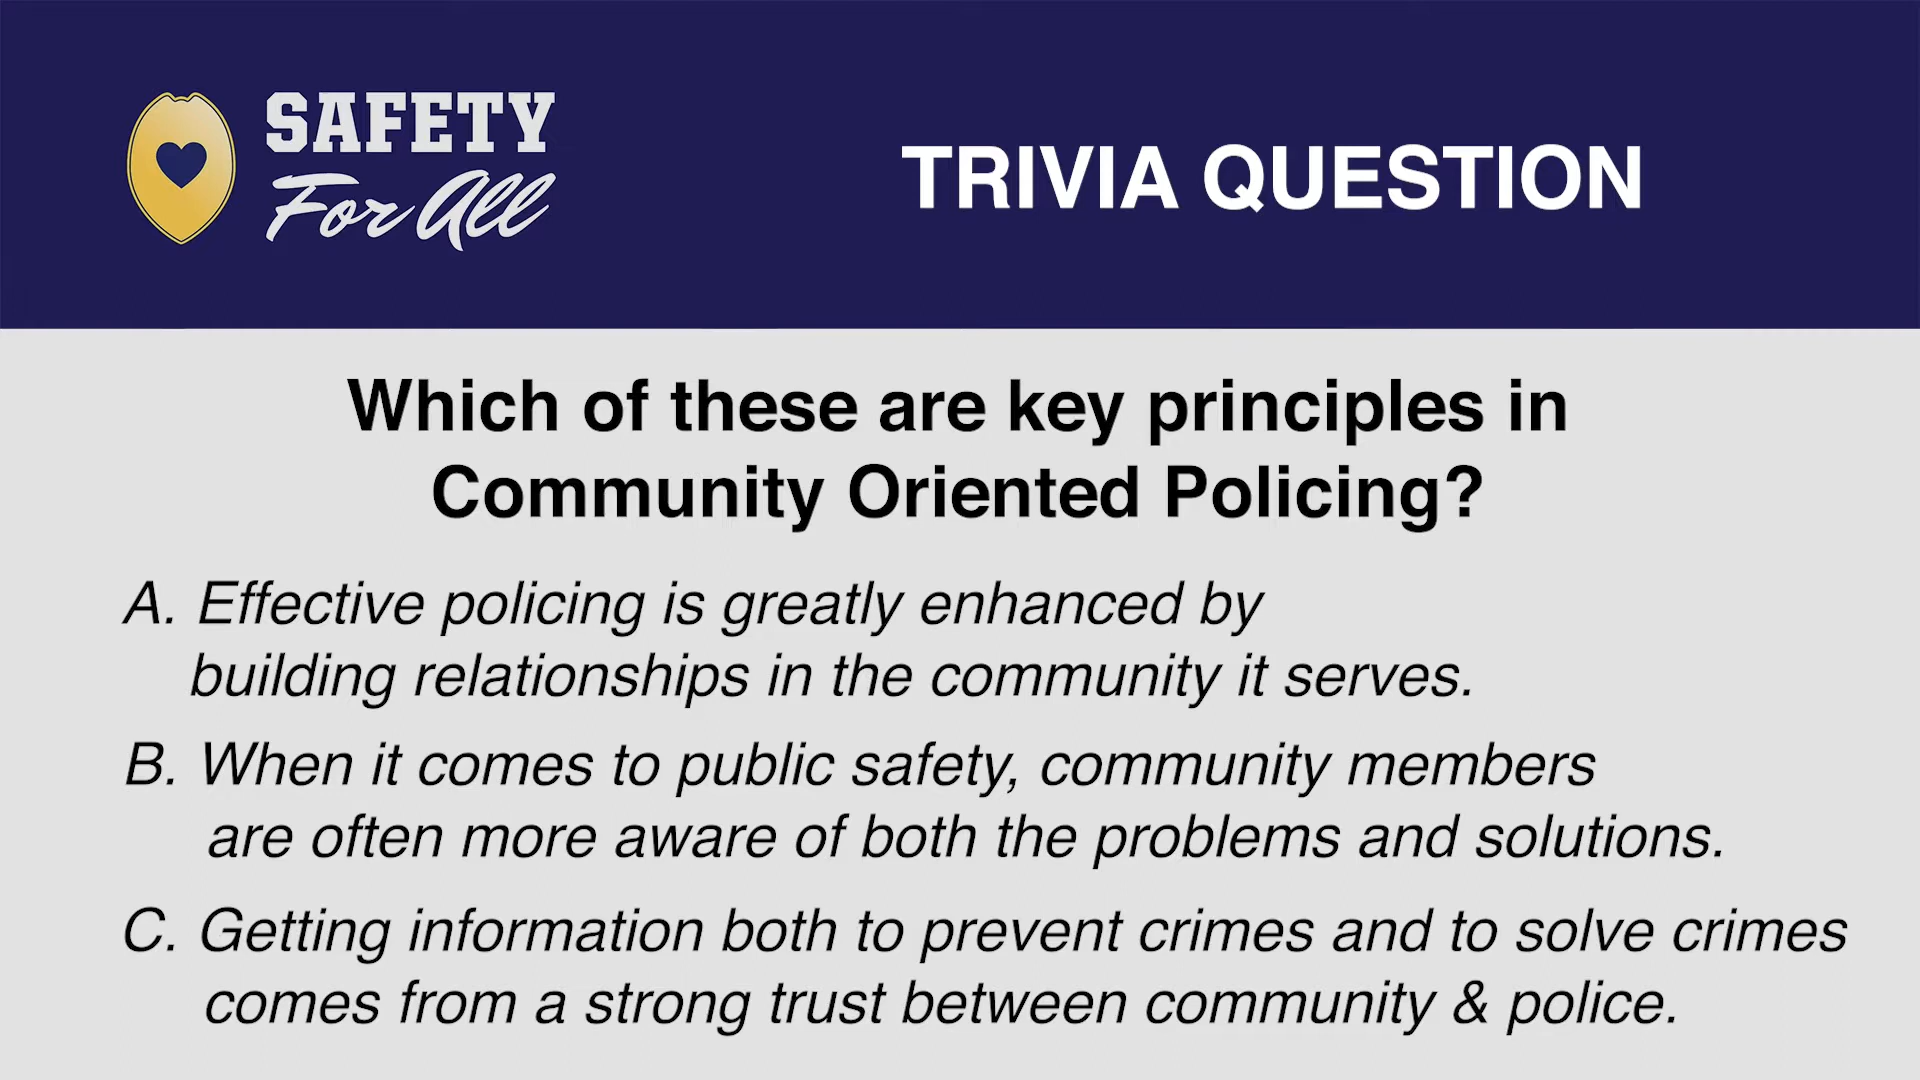 SAFETY
For All
TRIVIA QUESTION
Which of these are key principles in
Community Oriented Policing?
A. Effective policing is greatly enhanced by
building relationships in the community it serves.
B. When it comes to public safety, community members
are often more aware of both the problems and solutions.
C. Getting information both to prevent crimes and to solve crimes
comes from a strong trust between community & police.